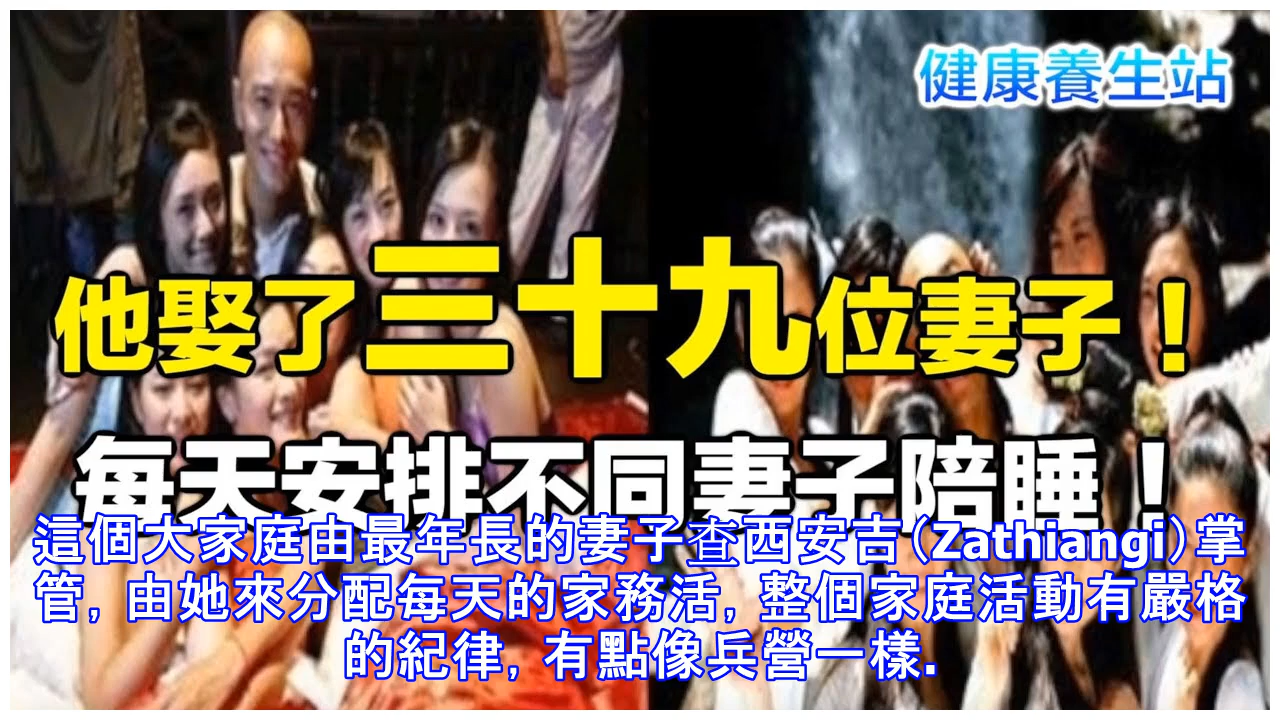 健康養生站
他娶了三十九位妻子！
每天安排不同妻子陪睡！
這個大家庭由最年長的妻子查西安吉(Zathiangi)掌
管, 由她來分配每天的家務活, 整個家庭活動有嚴格
的紀律, 有點像兵營一樣.